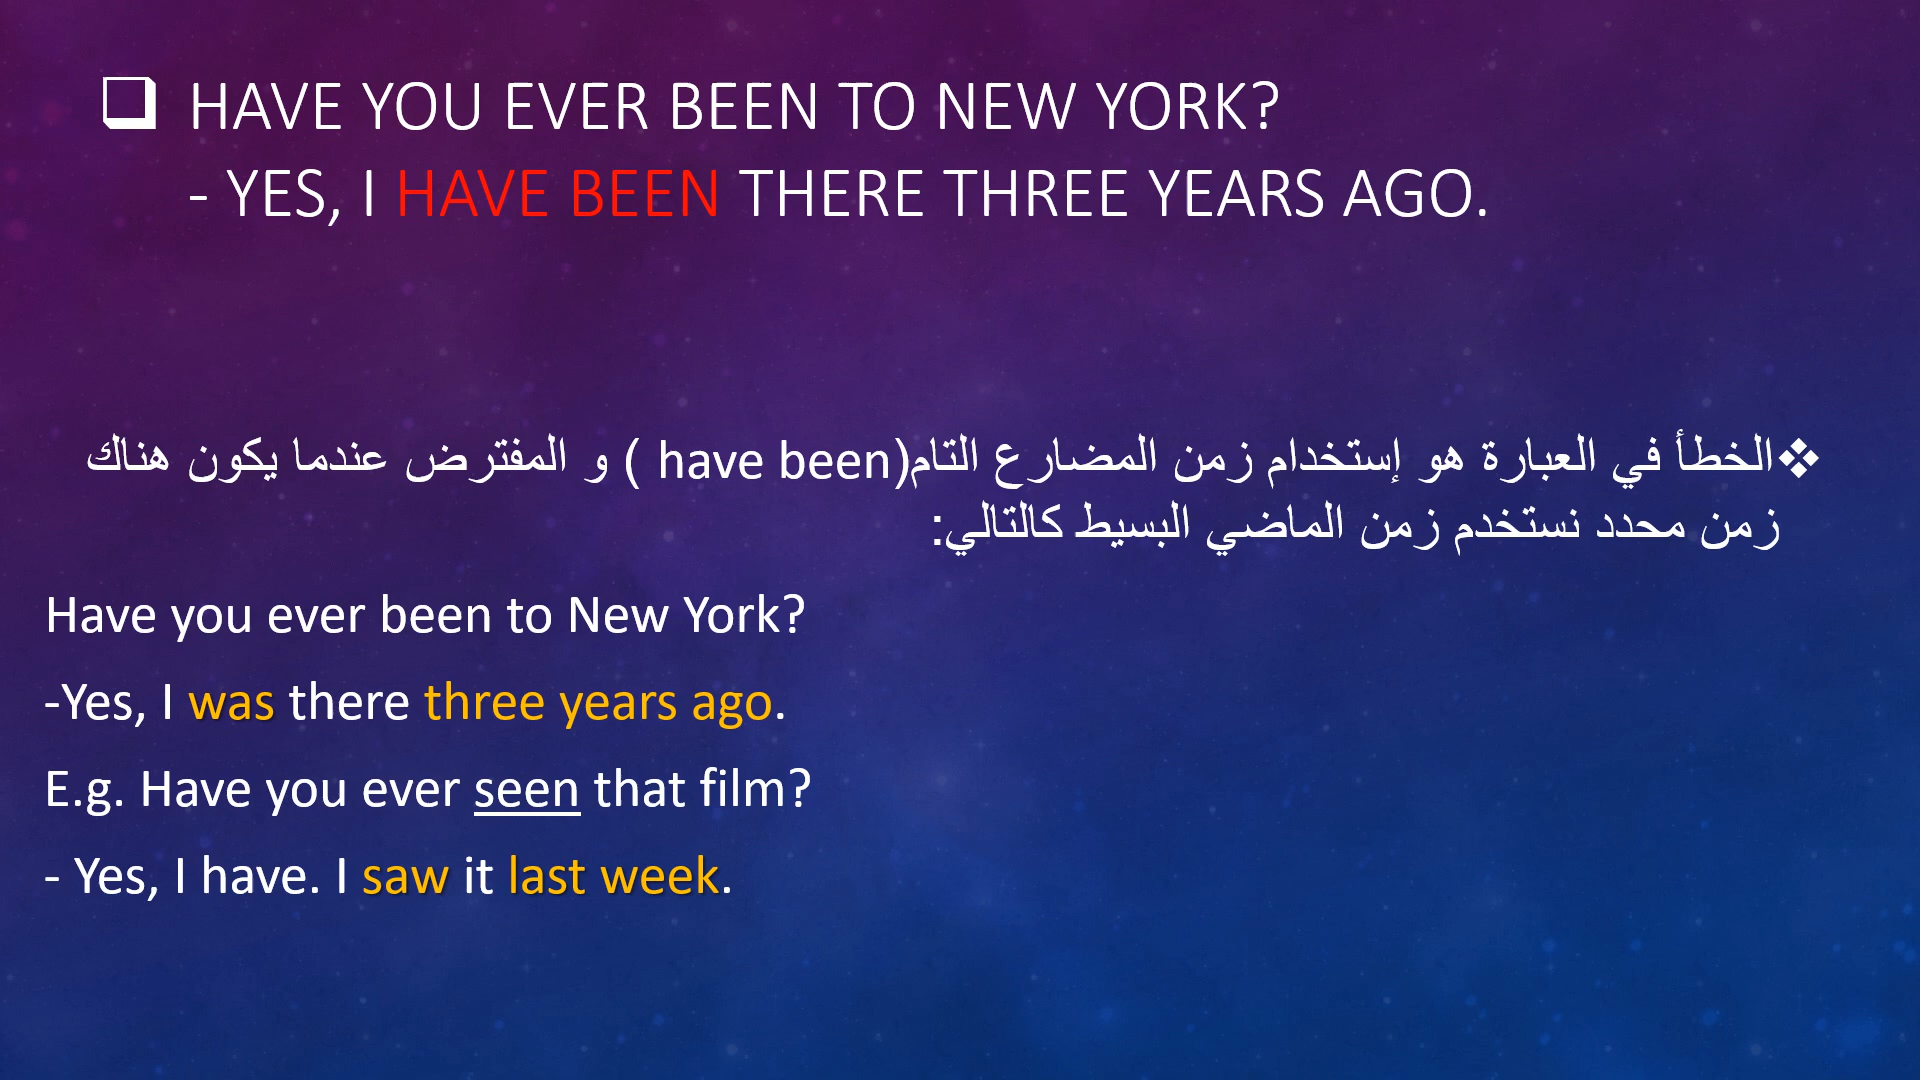 HAVE YOU EVER BEEN TO NEW YORK?
- YES, I HAVE BEEN THERE THREE YEARS AGO.
الخطأ في العبارة هو إستخدام زمن المضارع التام(have been ) و المفترض عندما يكون هناك
زمن محدد نستخدم زمن الماضي البسيط كالتالي:
Have you ever been to New York?
-Yes, I was there three years ago.
E.g. Have you ever seen that film?
- Yes, I have. I saw it last week.